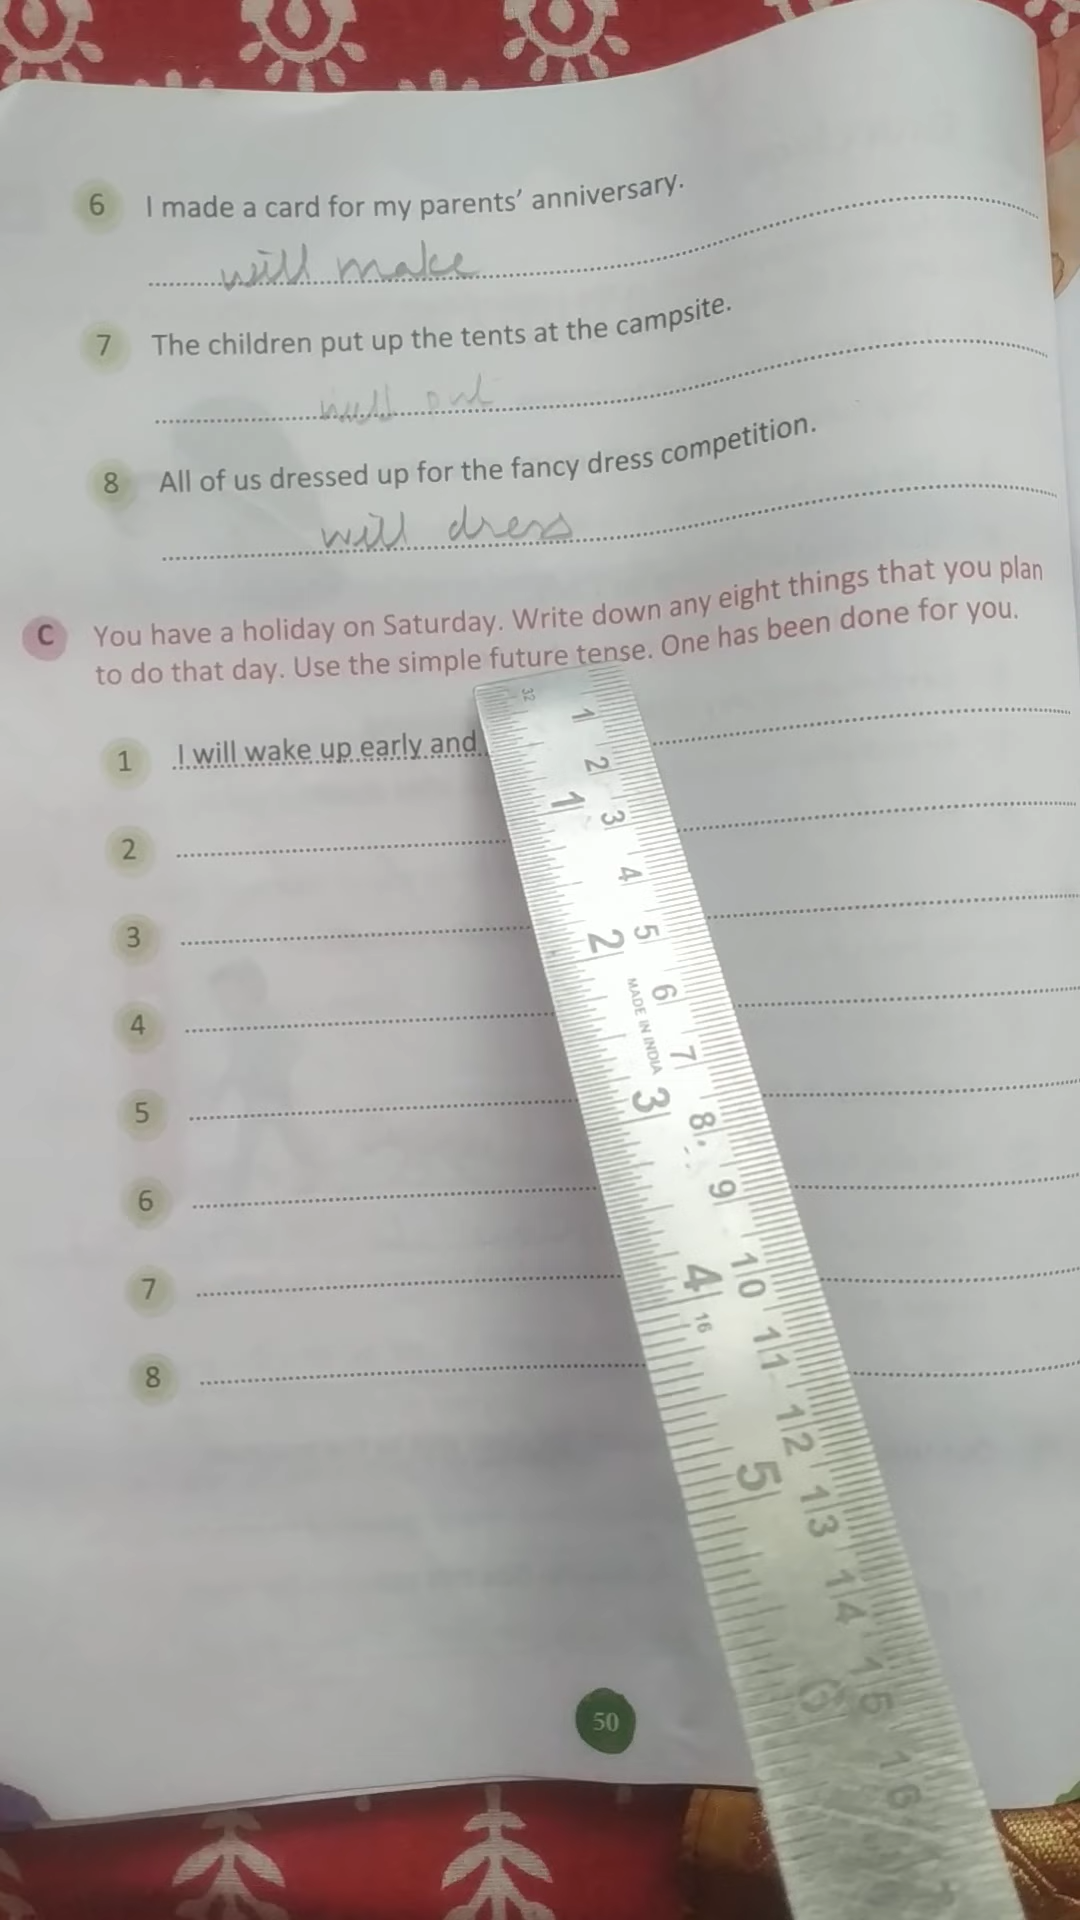 6 I made a card for my parents' anniversary.
will make
7 The children put up the tents at the campsite.
will put
8 All of us dressed up for the fancy dress competition.
will dress
C You have a holiday on Saturday. Write down any eight things that you plan
to do that day. Use the simple future tense. One has been done for you.
1 I will wake up early and
2
3
4
5
6
7
8
32
1 2 3 4 5 6 7 8 9 10 11 12 13 14 15 16
1 2 3 4 5 6
MADE IN INDIA
16
50